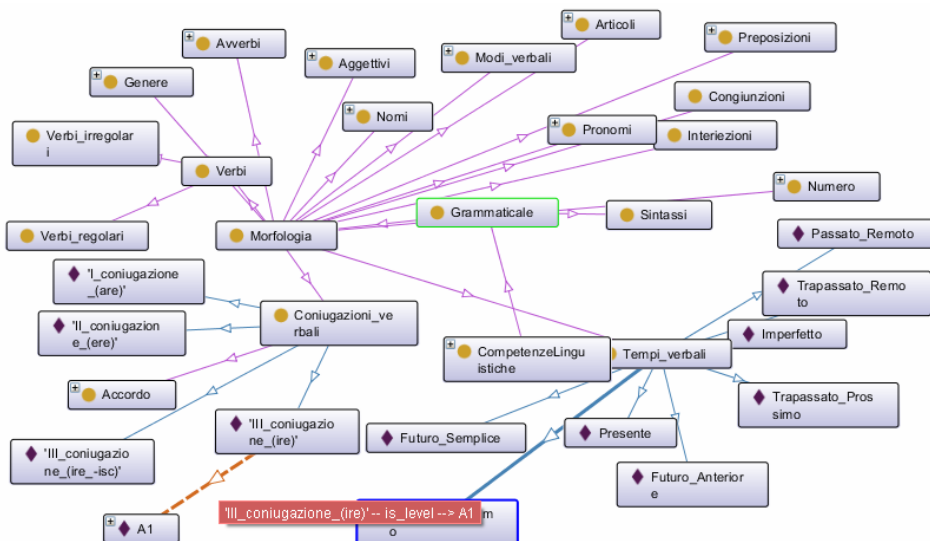 Articoli
Avverbi
Preposizioni
Aggettivi
Modi_verbali
Genere
Congiunzioni
Nomi
Verbi_irregolar
i
Pronomi
Interiezioni
Verbi
Numero
Grammaticale
Sintassi
Verbi_regolari
Morfologia
Passato_Remoto
'I_coniugazione
_(are)'
Trapassato_Remo
to
Coniugazioni_ve
rbali
'II_coniugazion
e_(ere)'
Imperfetto
CompetenzeLingu
istiche
Tempi_verbali
Accordo
Trapassato_Pros
simo
'III_coniugazio
ne_(ire)'
Futuro_Semplice
Presente
'III_coniugazio
ne_(ire_-isc)'
Futuro_Anterior
e
'III_coniugazione_(ire)' -- is_level --> A1
m
o
A1